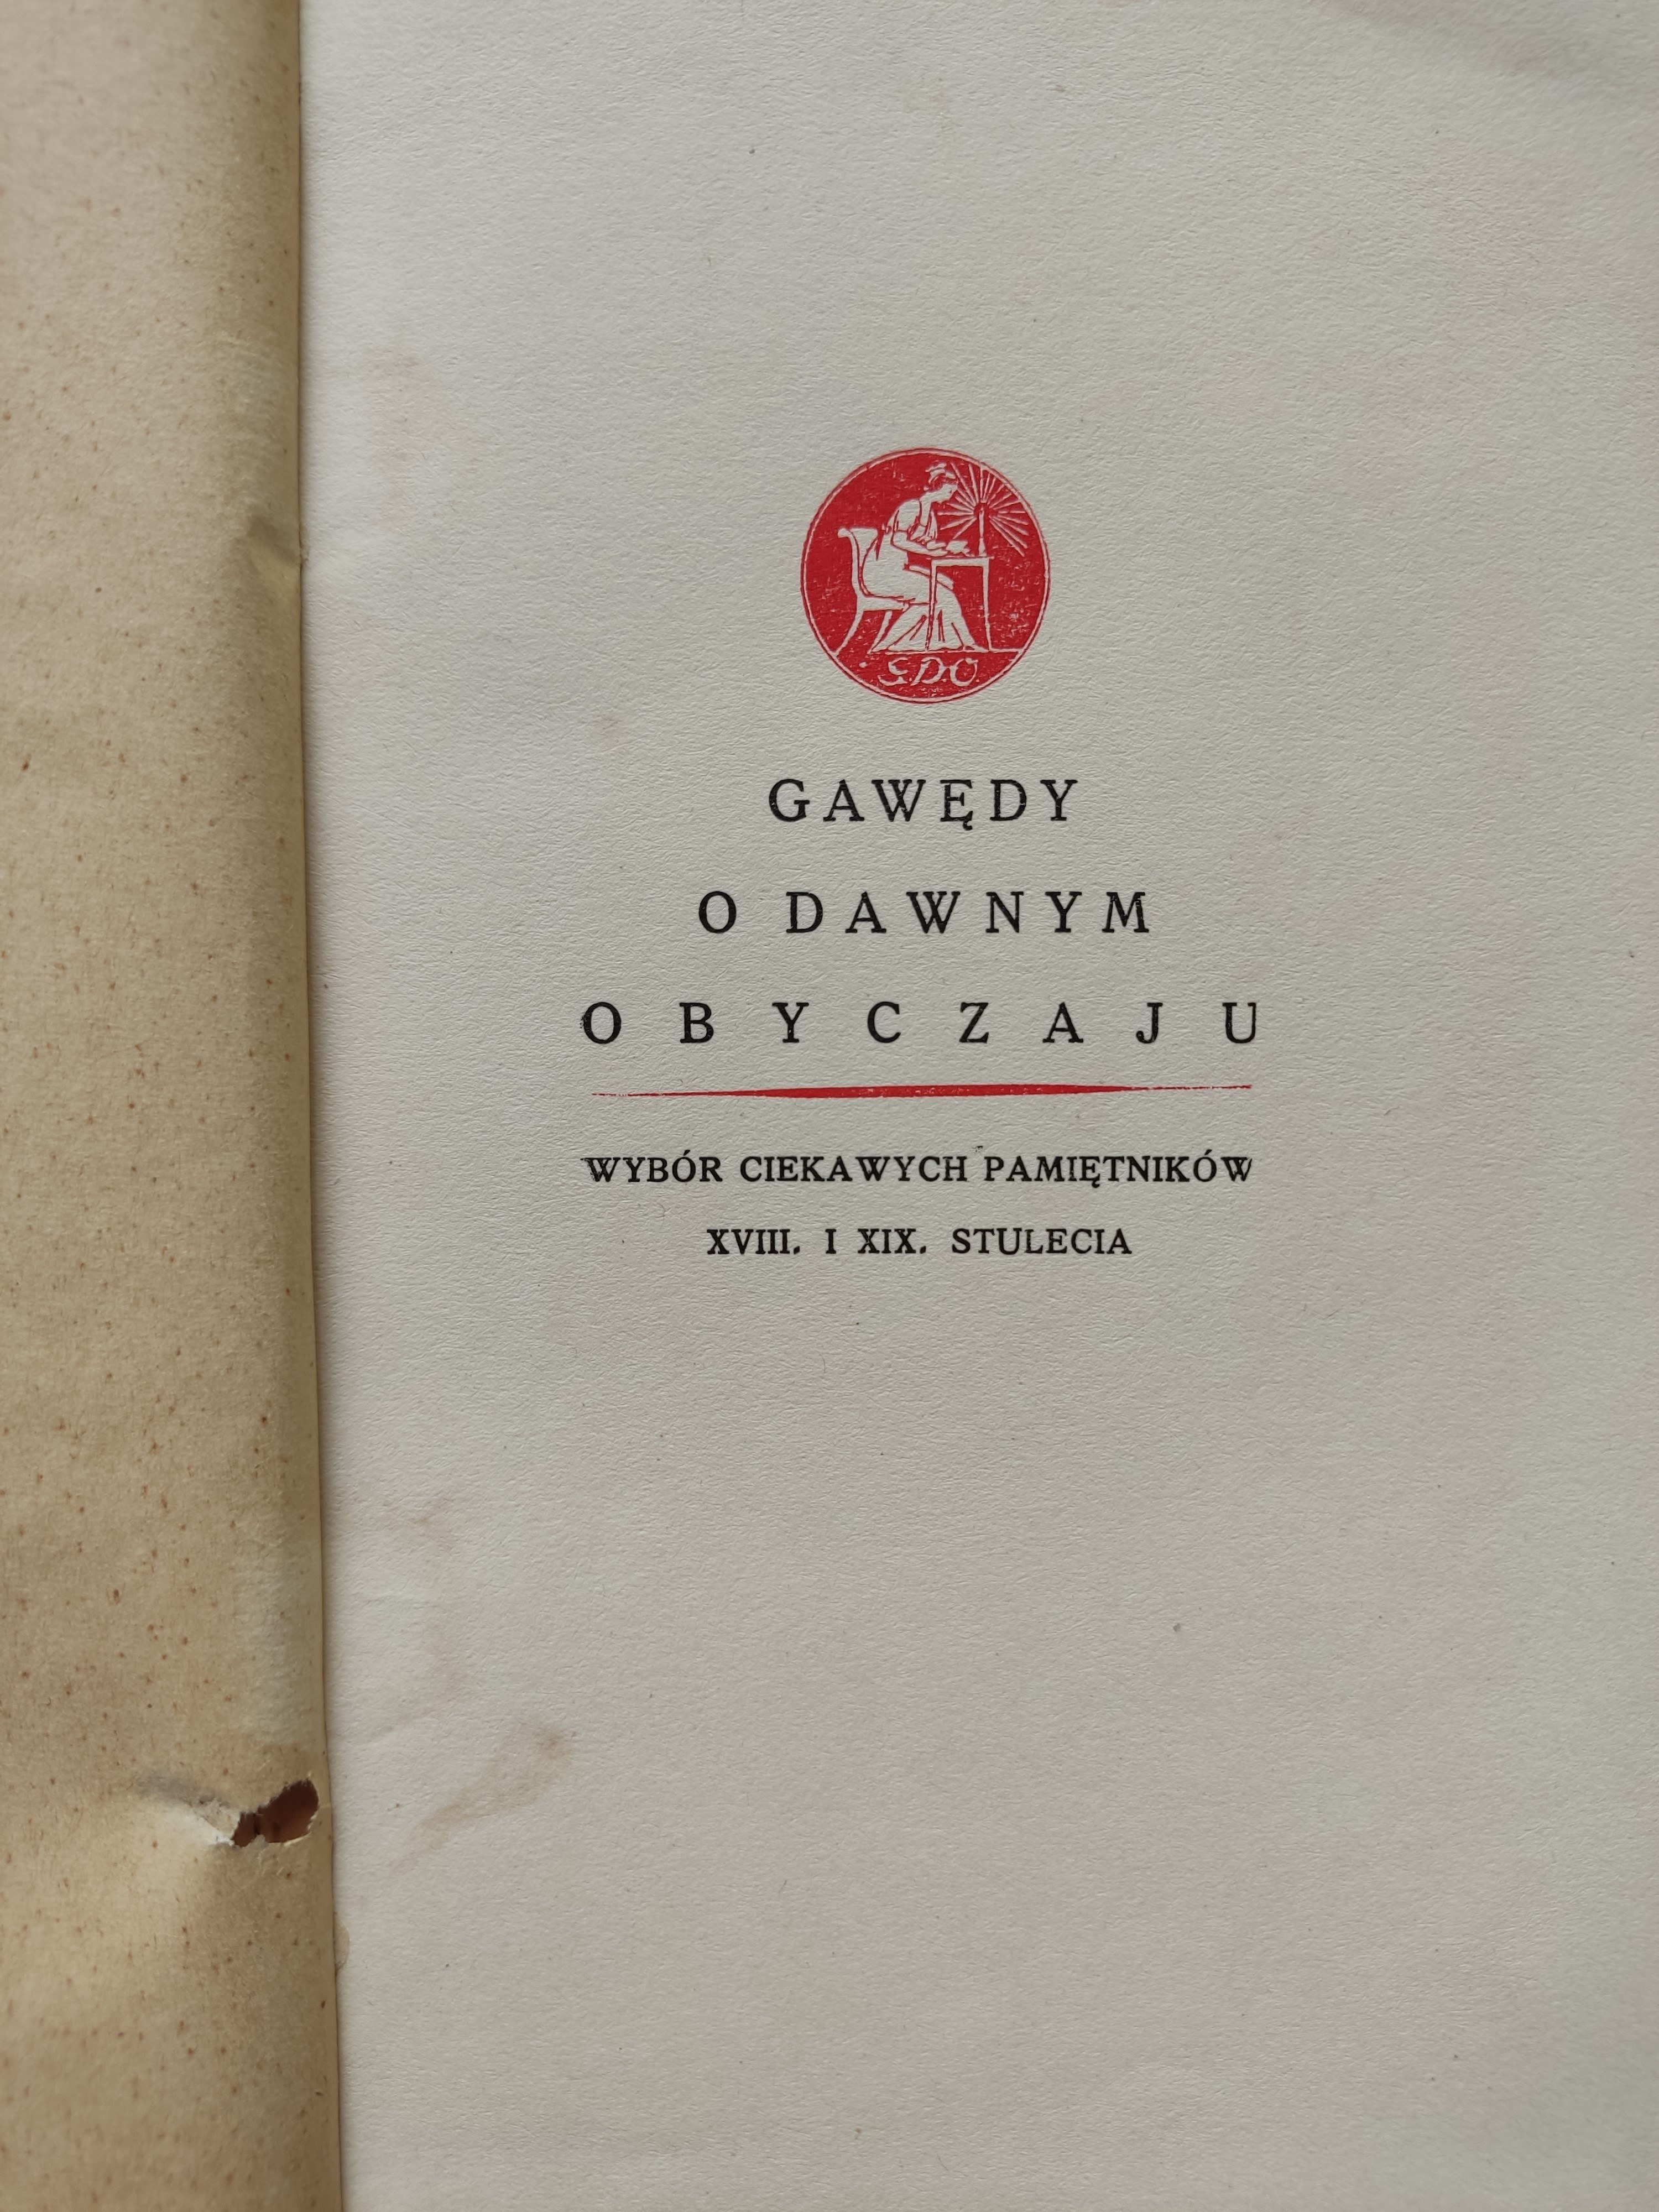 G.D.O.
GAWĘDY
O DAWNYM
OBYCZAJU
WYBÓR CIEKAWYCH PAMIĘTNIKÓW
XVIII. I XIX. STULECIA